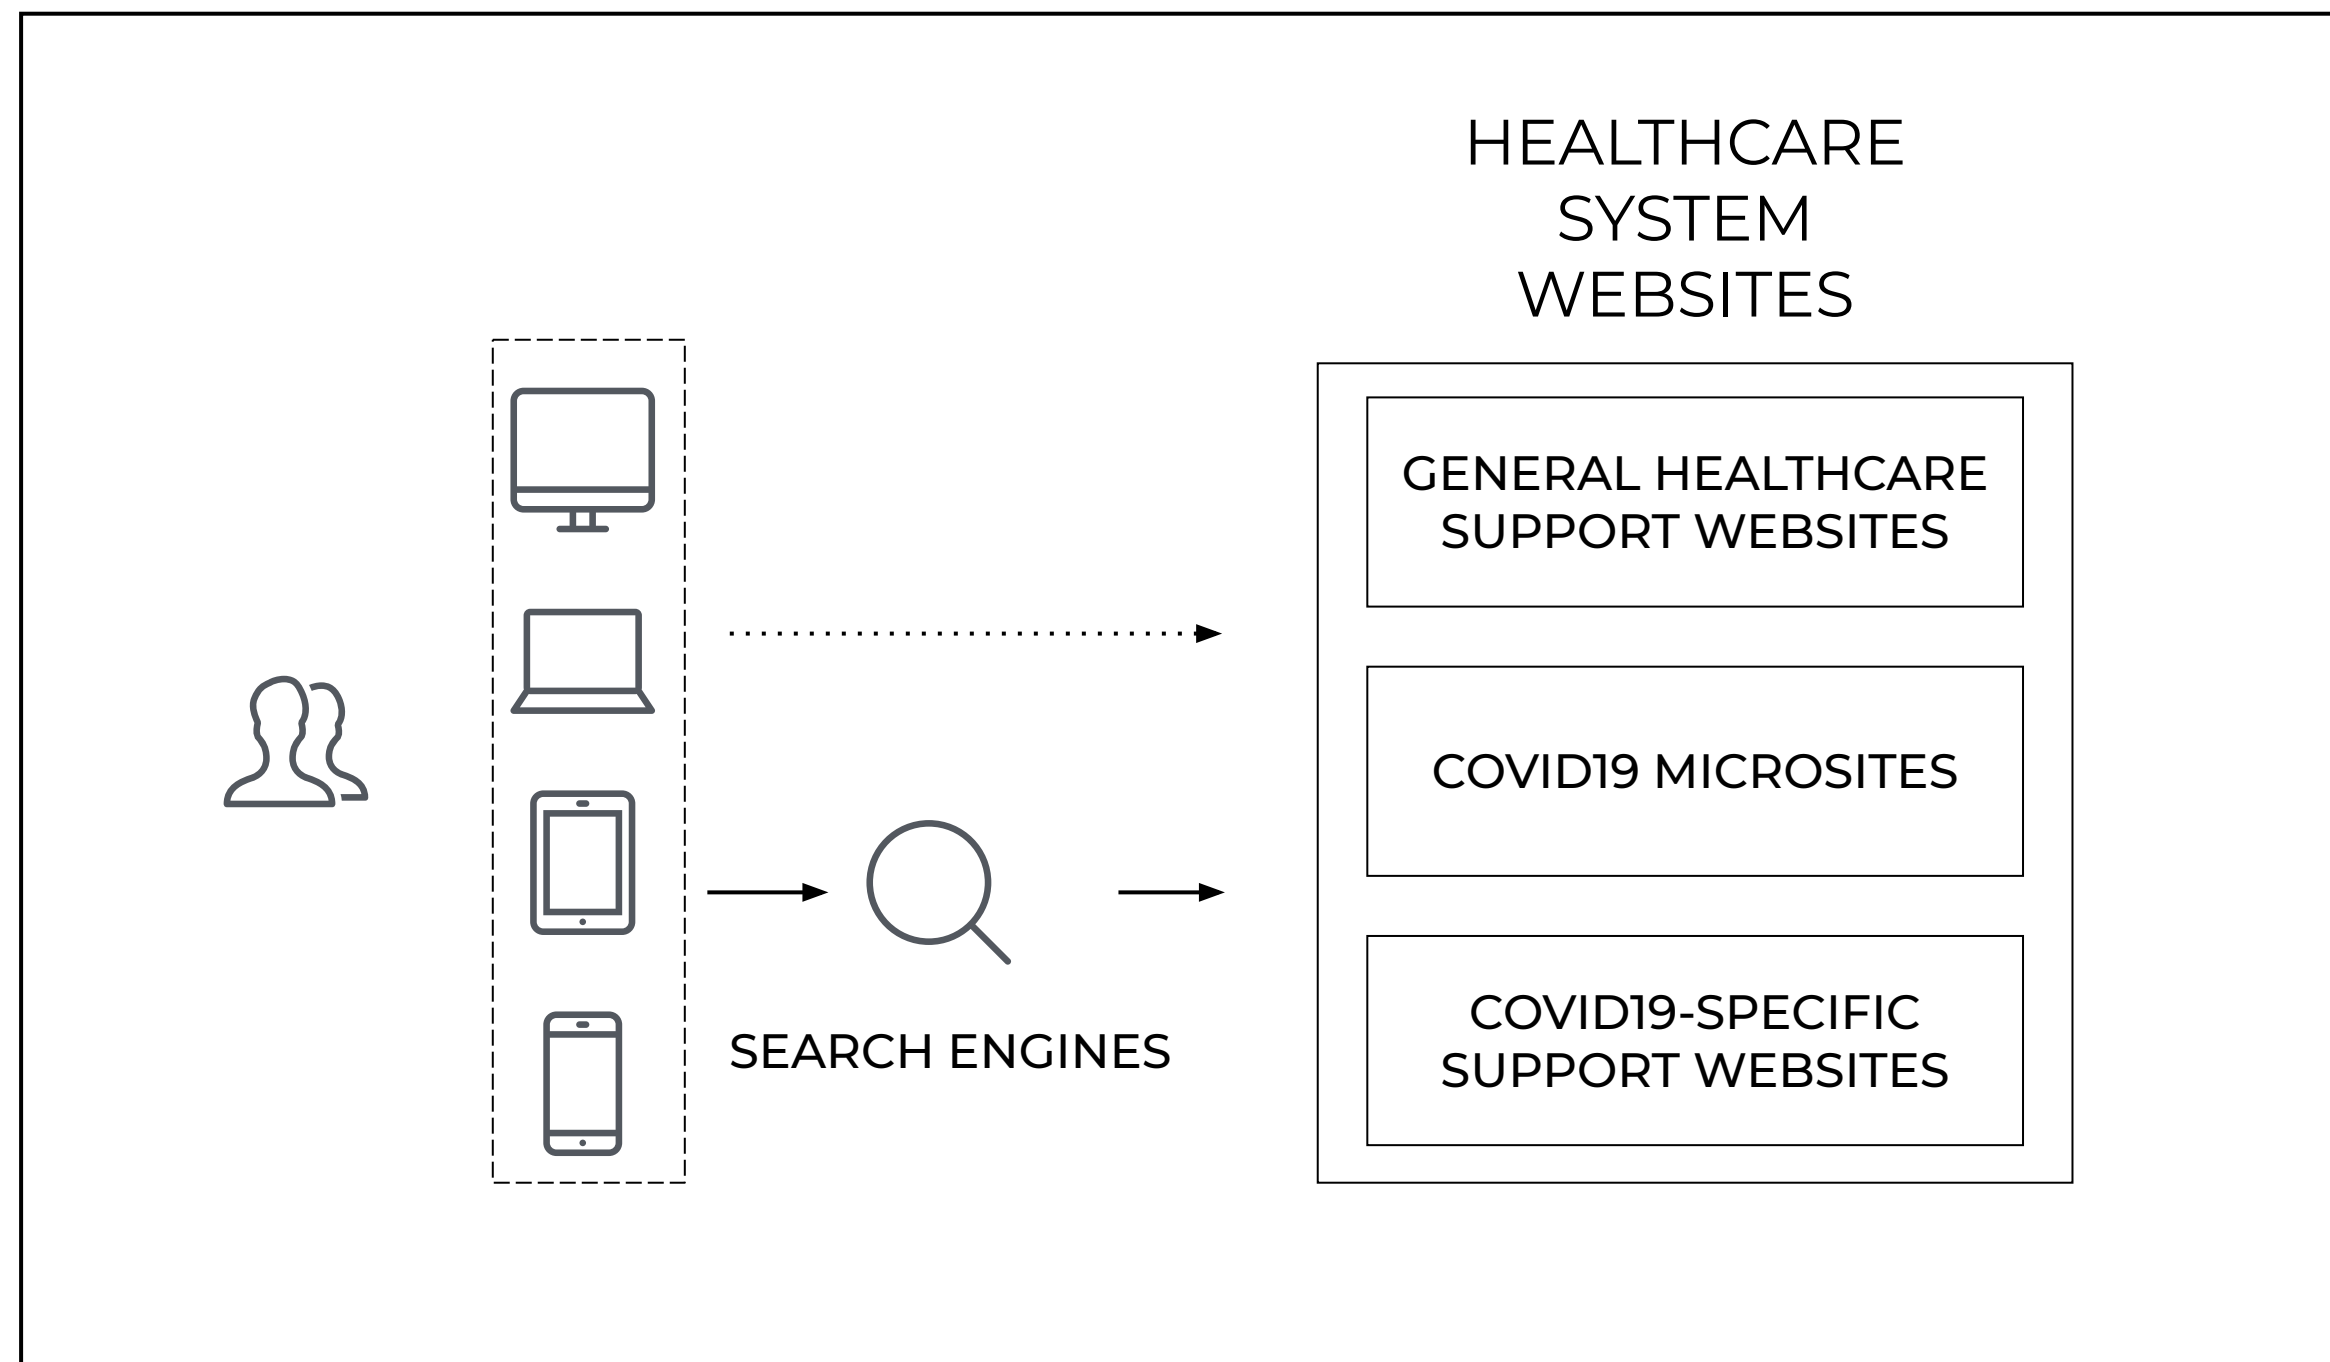 HEALTHCARE
SYSTEM
WEBSITES
GENERAL HEALTHCARE
SUPPORT WEBSITES
COVID19 MICROSITES
SEARCH ENGINES
COVID19-SPECIFIC
SUPPORT WEBSITES